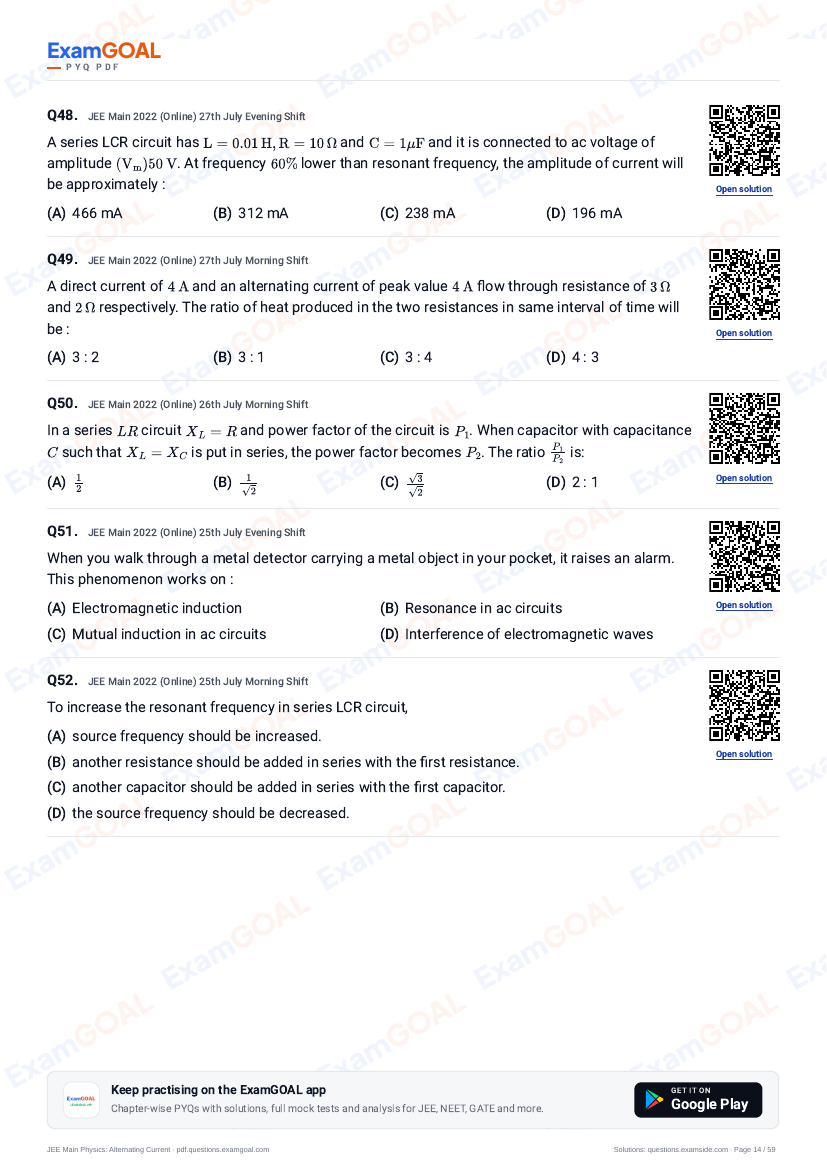 ExamGOAL
PYQ PDF
Q48. JEE Main 2022 (Online) 27th July Evening Shift
A series LCR circuit has L = 0.01 H, R = 10 Ω and C = 1μF and it is connected to ac voltage of
amplitude (Vₘ)50 V. At frequency 60% lower than resonant frequency, the amplitude of current will
be approximately :
(A) 466 mA (B) 312 mA (C) 238 mA (D) 196 mA
Open solution
Q49. JEE Main 2022 (Online) 27th July Morning Shift
A direct current of 4 A and an alternating current of peak value 4 A flow through resistance of 3 Ω
and 2 Ω respectively. The ratio of heat produced in the two resistances in same interval of time will
be :
(A) 3 : 2 (B) 3 : 1 (C) 3 : 4 (D) 4 : 3
Open solution
Q50. JEE Main 2022 (Online) 26th July Morning Shift
In a series LR circuit X_L = R and power factor of the circuit is P₁. When capacitor with capacitance
C such that X_L = X_C is put in series, the power factor becomes P₂. The ratio P₁/P₂ is:
(A) 1/2 (B) 1/√2 (C) √3/√2 (D) 2 : 1
Open solution
Q51. JEE Main 2022 (Online) 25th July Evening Shift
When you walk through a metal detector carrying a metal object in your pocket, it raises an alarm.
This phenomenon works on :
(A) Electromagnetic induction (B) Resonance in ac circuits
(C) Mutual induction in ac circuits (D) Interference of electromagnetic waves
Open solution
Q52. JEE Main 2022 (Online) 25th July Morning Shift
To increase the resonant frequency in series LCR circuit,
(A) source frequency should be increased.
(B) another resistance should be added in series with the first resistance.
(C) another capacitor should be added in series with the first capacitor.
(D) the source frequency should be decreased.
Open solution
ExamGOAL
Keep practising on the ExamGOAL app
Chapter-wise PYQs with solutions, full mock tests and analysis for JEE, NEET, GATE and more.
GET IT ON
Google Play
JEE Main Physics: Alternating Current · pdf.questions.examgoal.com
Solutions: questions.examside.com · Page 14 / 59